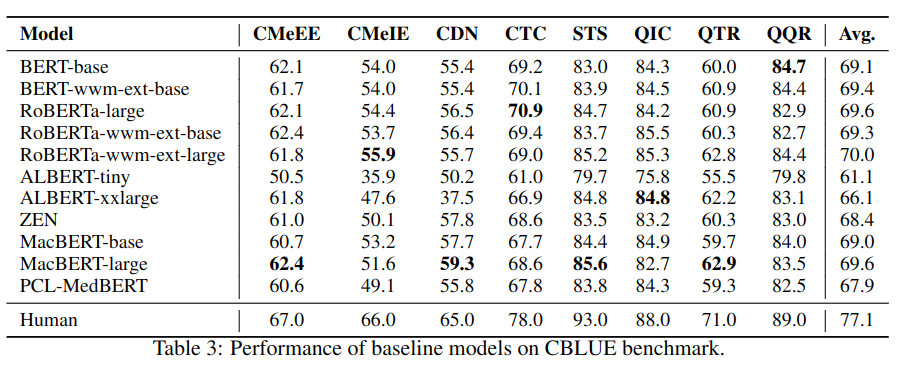 Model CMeEE CMeIE CDN CTC STS QIC QTR QQR Avg.
BERT-base 62.1 54.0 55.4 69.2 83.0 84.3 60.0 84.7 69.1
BERT-wwm-ext-base 61.7 54.0 55.4 70.1 83.9 84.5 60.9 84.4 69.4
RoBERTa-large 62.1 54.4 56.5 70.9 84.7 84.2 60.9 82.9 69.6
RoBERTa-wwm-ext-base 62.4 53.7 56.4 69.4 83.7 85.5 60.3 82.7 69.3
RoBERTa-wwm-ext-large 61.8 55.9 55.7 69.0 85.2 85.3 62.8 84.4 70.0
ALBERT-tiny 50.5 35.9 50.2 61.0 79.7 75.8 55.5 79.8 61.1
ALBERT-xxlarge 61.8 47.6 37.5 66.9 84.8 84.8 62.2 83.1 66.1
ZEN 61.0 50.1 57.8 68.6 83.5 83.2 60.3 83.0 68.4
MacBERT-base 60.7 53.2 57.7 67.7 84.4 84.9 59.7 84.0 69.0
MacBERT-large 62.4 51.6 59.3 68.6 85.6 82.7 62.9 83.5 69.6
PCL-MedBERT 60.6 49.1 55.8 67.8 83.8 84.3 59.3 82.5 67.9
Human 67.0 66.0 65.0 78.0 93.0 88.0 71.0 89.0 77.1
Table 3: Performance of baseline models on CBLUE benchmark.